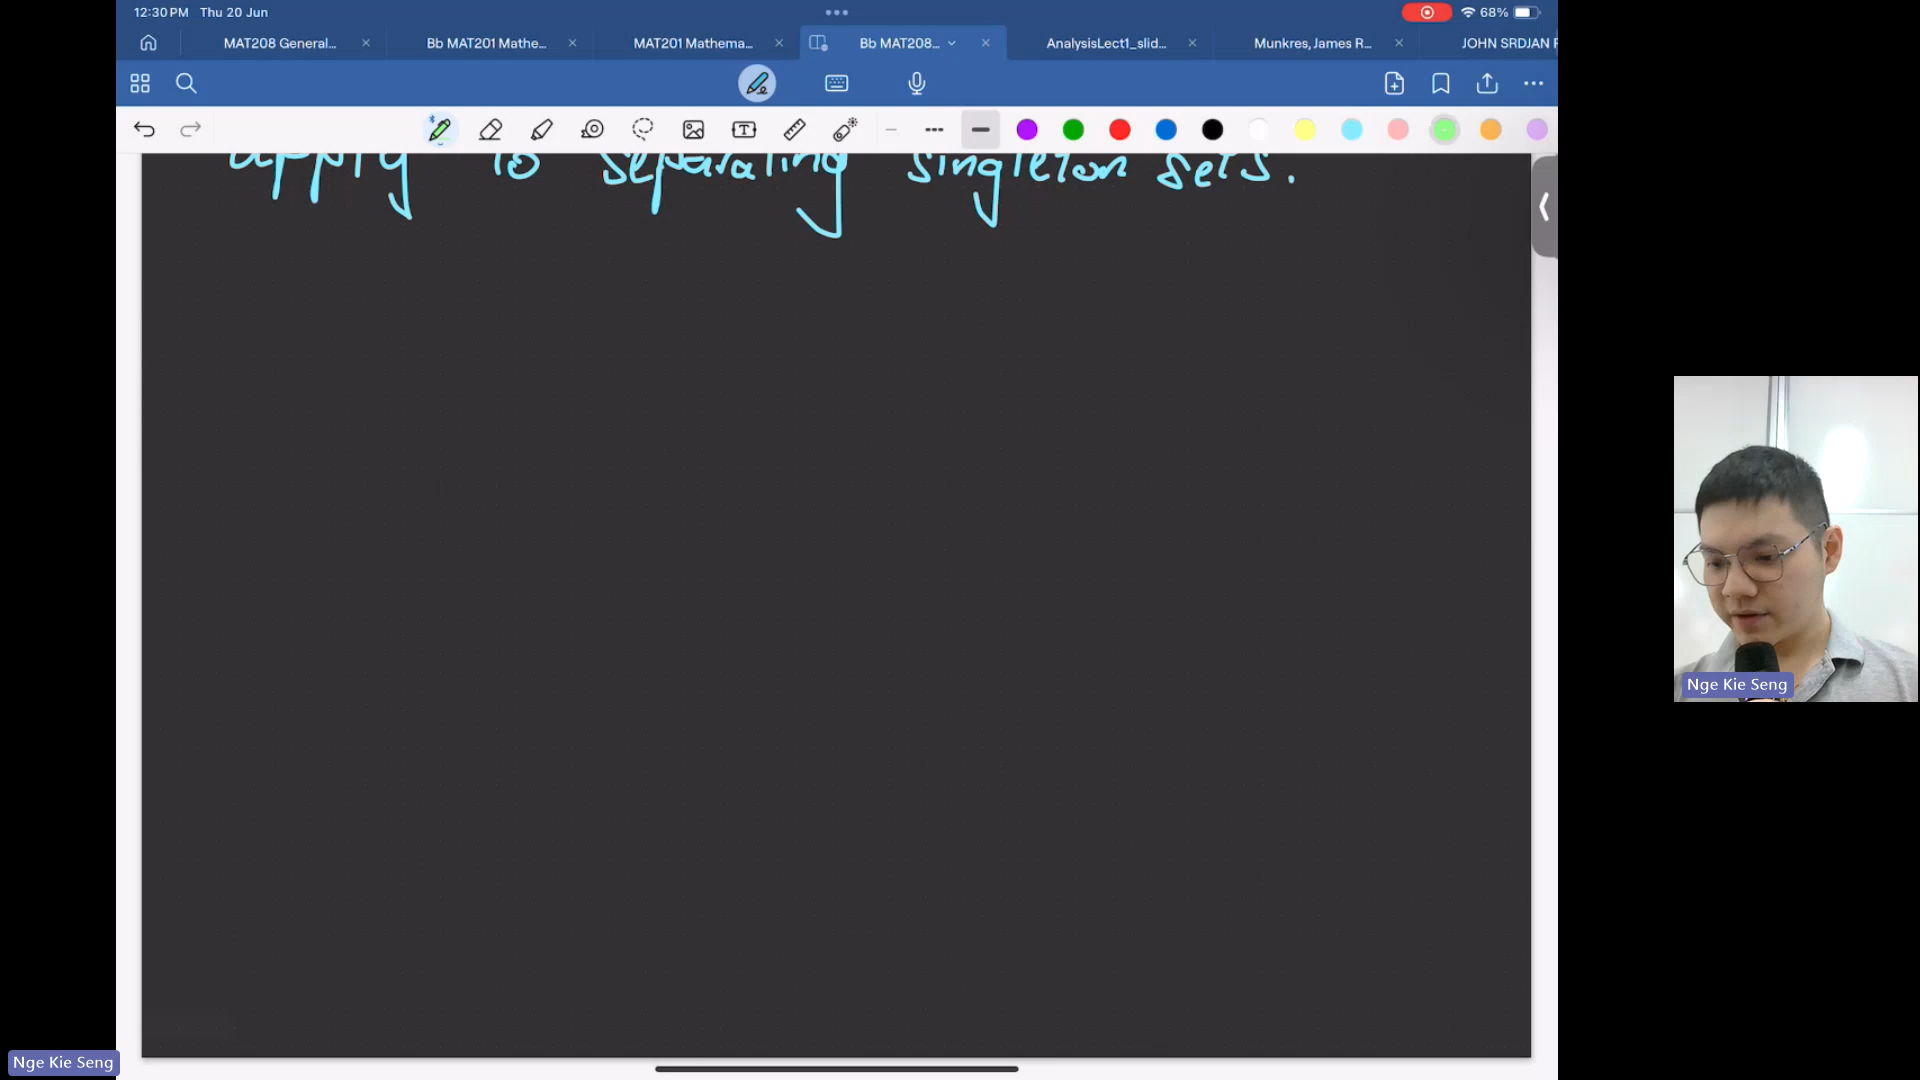 12:30 PM Thu 20 Jun
68%
MAT208 General...
Bb MAT201 Mathe...
MAT201 Mathema...
Bb MAT208...
AnalysisLect1_slid...
Munkres, James R...
JOHN SRDJAN
apply to separating singleton sets.
Nge Kie Seng
Nge Kie Seng